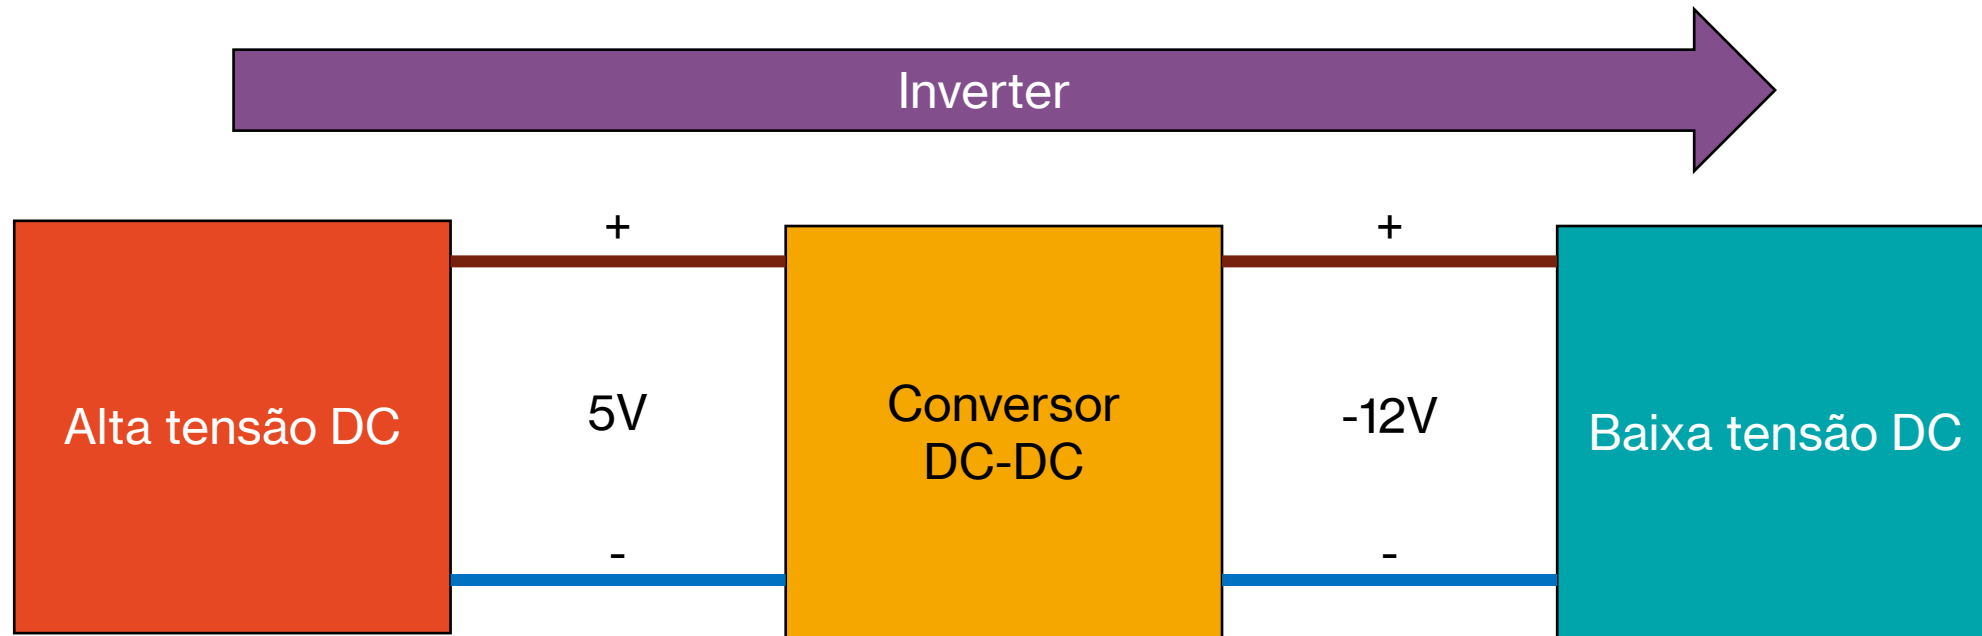 Inverter
+
+
Alta tensão DC
5V
Conversor
DC-DC
-12V
Baixa tensão DC
-
-